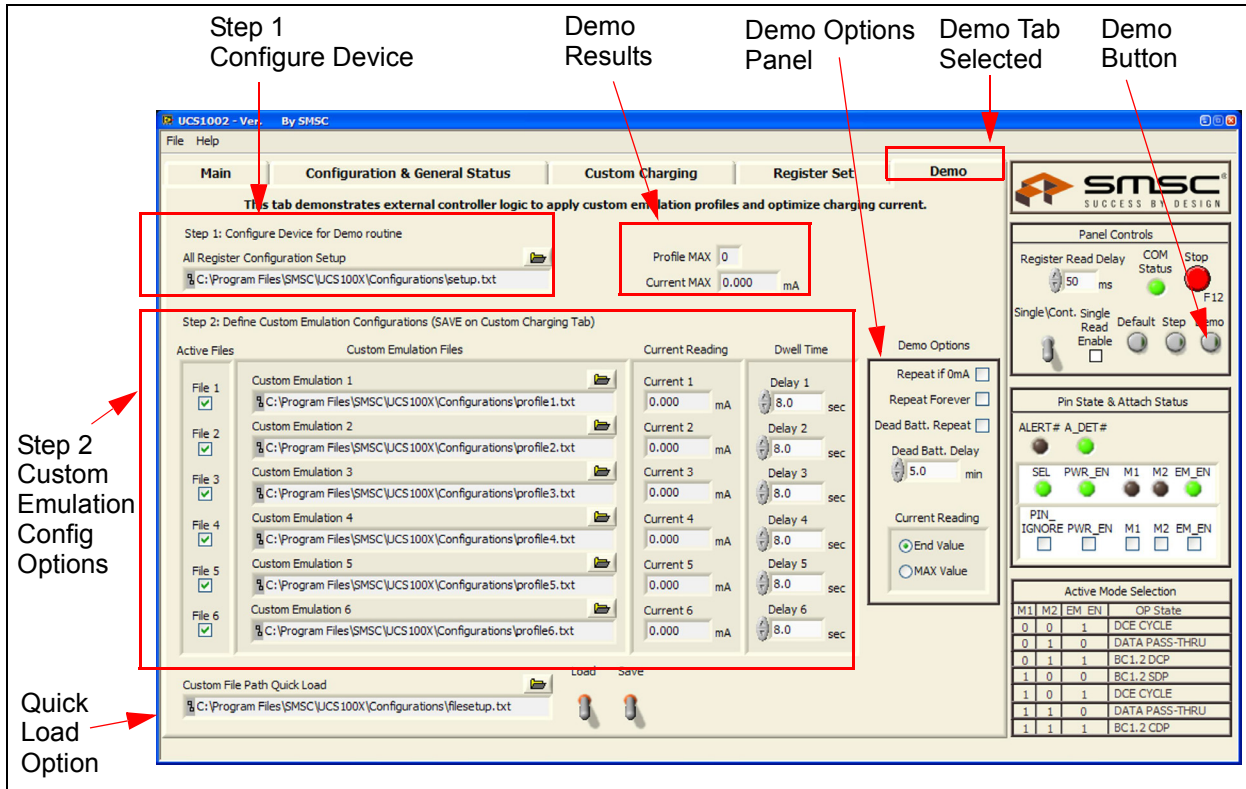 Step 1
Configure Device
Demo
Results
Demo Options
Panel
Demo Tab
Selected
Demo
Button
UCS1002 - Ver. By SMSC
File Help
Main
Configuration & General Status
Custom Charging
Register Set
Demo
This tab demonstrates external controller logic to apply custom emulation profiles and optimize charging current.
Step 1: Configure Device for Demo routine
All Register Configuration Setup
C:\Program Files\SMSC\UCS100X\Configurations\setup.txt
Profile MAX 0
Current MAX 0.000 mA
Step 2: Define Custom Emulation Configurations (SAVE on Custom Charging Tab)
Active Files
Custom Emulation Files
Current Reading
Dwell Time
File 1
Custom Emulation 1
C:\Program Files\SMSC\UCS100X\Configurations\profile1.txt
Current 1
0.000 mA
Delay 1
8.0 sec
File 2
Custom Emulation 2
C:\Program Files\SMSC\UCS100X\Configurations\profile2.txt
Current 2
0.000 mA
Delay 2
8.0 sec
File 3
Custom Emulation 3
C:\Program Files\SMSC\UCS100X\Configurations\profile3.txt
Current 3
0.000 mA
Delay 3
8.0 sec
File 4
Custom Emulation 4
C:\Program Files\SMSC\UCS100X\Configurations\profile4.txt
Current 4
0.000 mA
Delay 4
8.0 sec
File 5
Custom Emulation 5
C:\Program Files\SMSC\UCS100X\Configurations\profile5.txt
Current 5
0.000 mA
Delay 5
8.0 sec
File 6
Custom Emulation 6
C:\Program Files\SMSC\UCS100X\Configurations\profile6.txt
Current 6
0.000 mA
Delay 6
8.0 sec
Demo Options
Repeat if 0mA
Repeat Forever
Dead Batt. Repeat
Dead Batt. Delay
5.0 min
Current Reading
End Value
MAX Value
Custom File Path Quick Load
C:\Program Files\SMSC\UCS100X\Configurations\filesetup.txt
Load
Save
smsc®
SUCCESS BY DESIGN
Panel Controls
Register Read Delay
50 ms
COM
Status
Stop
F12
Single\Cont.
Single
Read
Enable
Default
Step
Demo
Pin State & Attach Status
ALERT# A_DET#
SEL PWR_EN M1 M2 EM_EN
PIN_
IGNORE PWR_EN M1 M2 EM_EN
Active Mode Selection
M1 M2 EM EN OP State
0 0 1 DCE CYCLE
0 1 0 DATA PASS-THRU
0 1 1 BC1.2 DCP
1 0 0 BC1.2 SDP
1 0 1 DCE CYCLE
1 1 0 DATA PASS-THRU
1 1 1 BC1.2 CDP
Step 2
Custom
Emulation
Config
Options
Quick
Load
Option